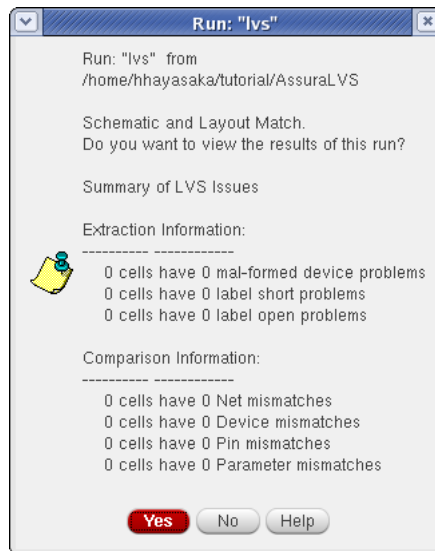 Run: "lvs"
Run: "lvs" from
/home/hhayasaka/tutorial/AssuraLVS
Schematic and Layout Match.
Do you want to view the results of this run?
Summary of LVS Issues
Extraction Information:
---------- ------------
0 cells have 0 mal-formed device problems
0 cells have 0 label short problems
0 cells have 0 label open problems
Comparison Information:
---------- ------------
0 cells have 0 Net mismatches
0 cells have 0 Device mismatches
0 cells have 0 Pin mismatches
0 cells have 0 Parameter mismatches
Yes No Help